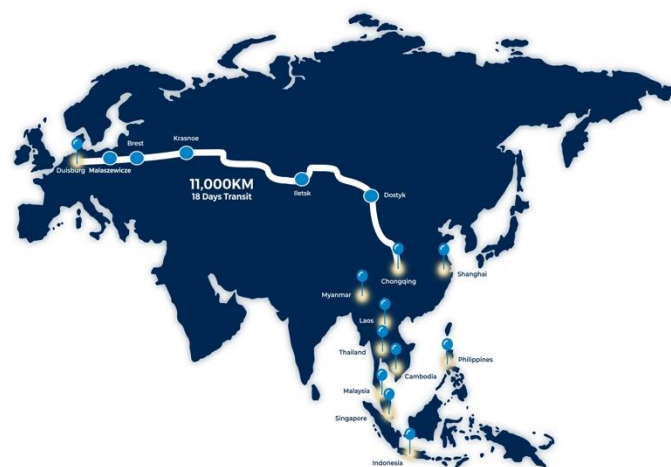 Krasnoe
Brest
Duisburg
Malaszewicze
11,000KM
18 Days Transit
Iletsk
Dostyk
Chongqing
Shanghai
Myanmar
Laos
Thailand
Cambodia
Philippines
Malaysia
Singapore
Indonesia